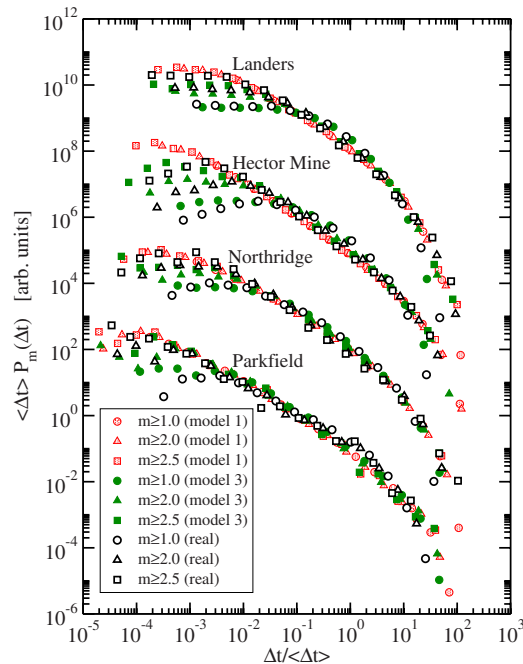 10^12
10^10
10^8
10^6
10^4
10^2
10^0
10^-2
10^-4
10^-6
<Δt> P_m(Δt) [arb. units]
Landers
Hector Mine
Northridge
Parkfield
m≥1.0 (model 1)
m≥2.0 (model 1)
m≥2.5 (model 1)
m≥1.0 (model 3)
m≥2.0 (model 3)
m≥2.5 (model 3)
m≥1.0 (real)
m≥2.0 (real)
m≥2.5 (real)
10^-5 10^-4 10^-3 10^-2 10^-1 10^0 10^1 10^2 10^3
Δt/<Δt>